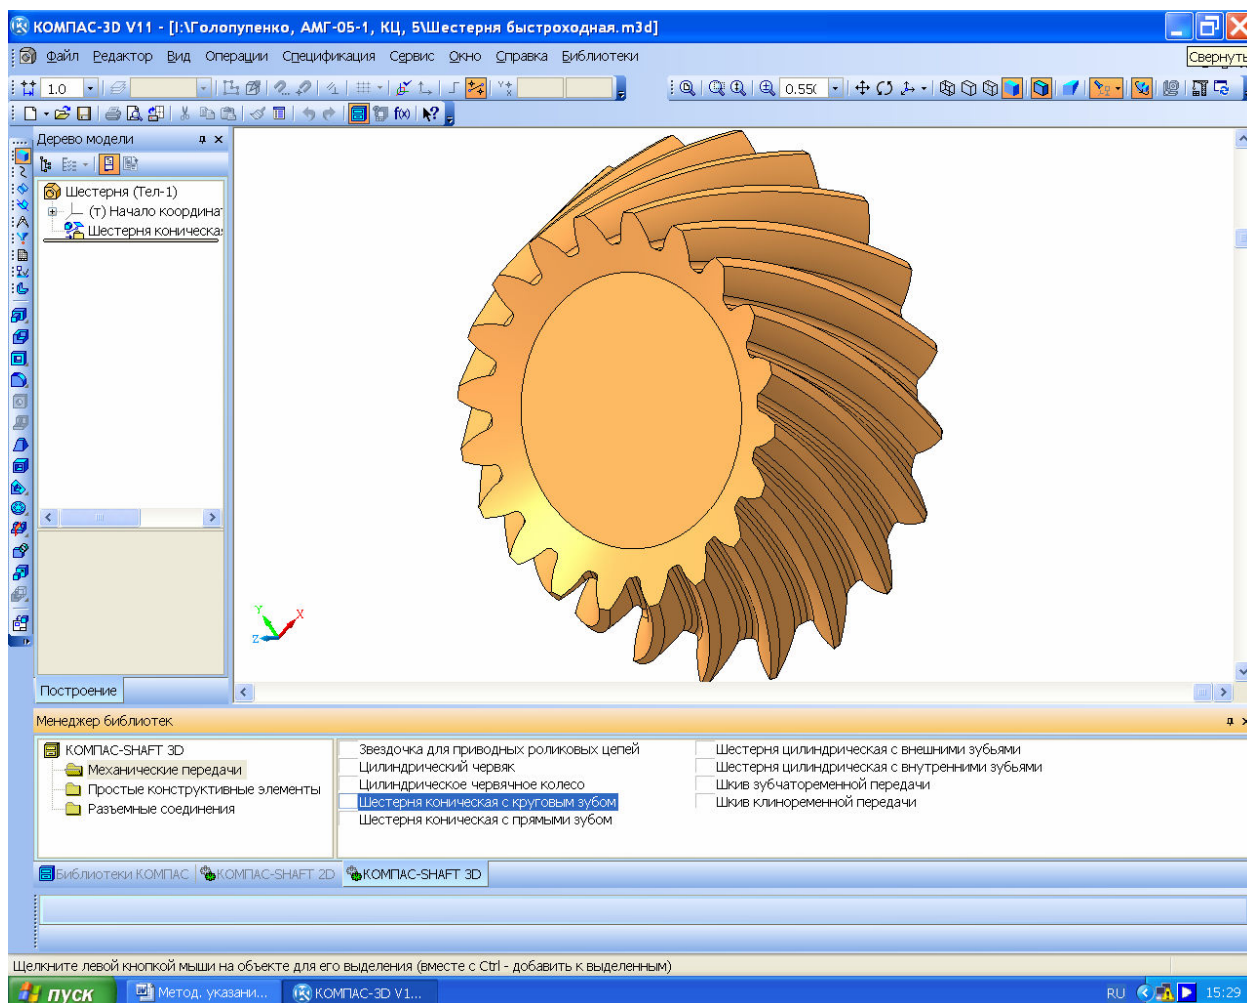 КОМПАС-3D V11 - [I:\Голопупенко, АМГ-05-1, КЦ, 5\Шестерня быстроходная.m3d]
Файл Редактор Вид Операции Спецификация Сервис Окно Справка Библиотеки
Свернуть
1.0
0.55(
f(x)
Дерево модели
Шестерня (Тел-1)
(т) Начало координат
Шестерня коническа
Y
X
Z
Построение
Менеджер библиотек
КОМПАС-SHAFT 3D
Механические передачи
Простые конструктивные элементы
Разъемные соединения
Звездочка для приводных роликовых цепей
Цилиндрический червяк
Цилиндрическое червячное колесо
Шестерня коническая с круговым зубом
Шестерня коническая с прямыми зубом
Шестерня цилиндрическая с внешними зубьями
Шестерня цилиндрическая с внутренними зубьями
Шкив зубчатоременной передачи
Шкив клиноременной передачи
Библиотеки КОМПАС КОМПАС-SHAFT 2D КОМПАС-SHAFT 3D
Щелкните левой кнопкой мыши на объекте для его выделения (вместе с Ctrl - добавить к выделенным)
пуск Метод. указани... КОМПАС-3D V1... RU 15:29